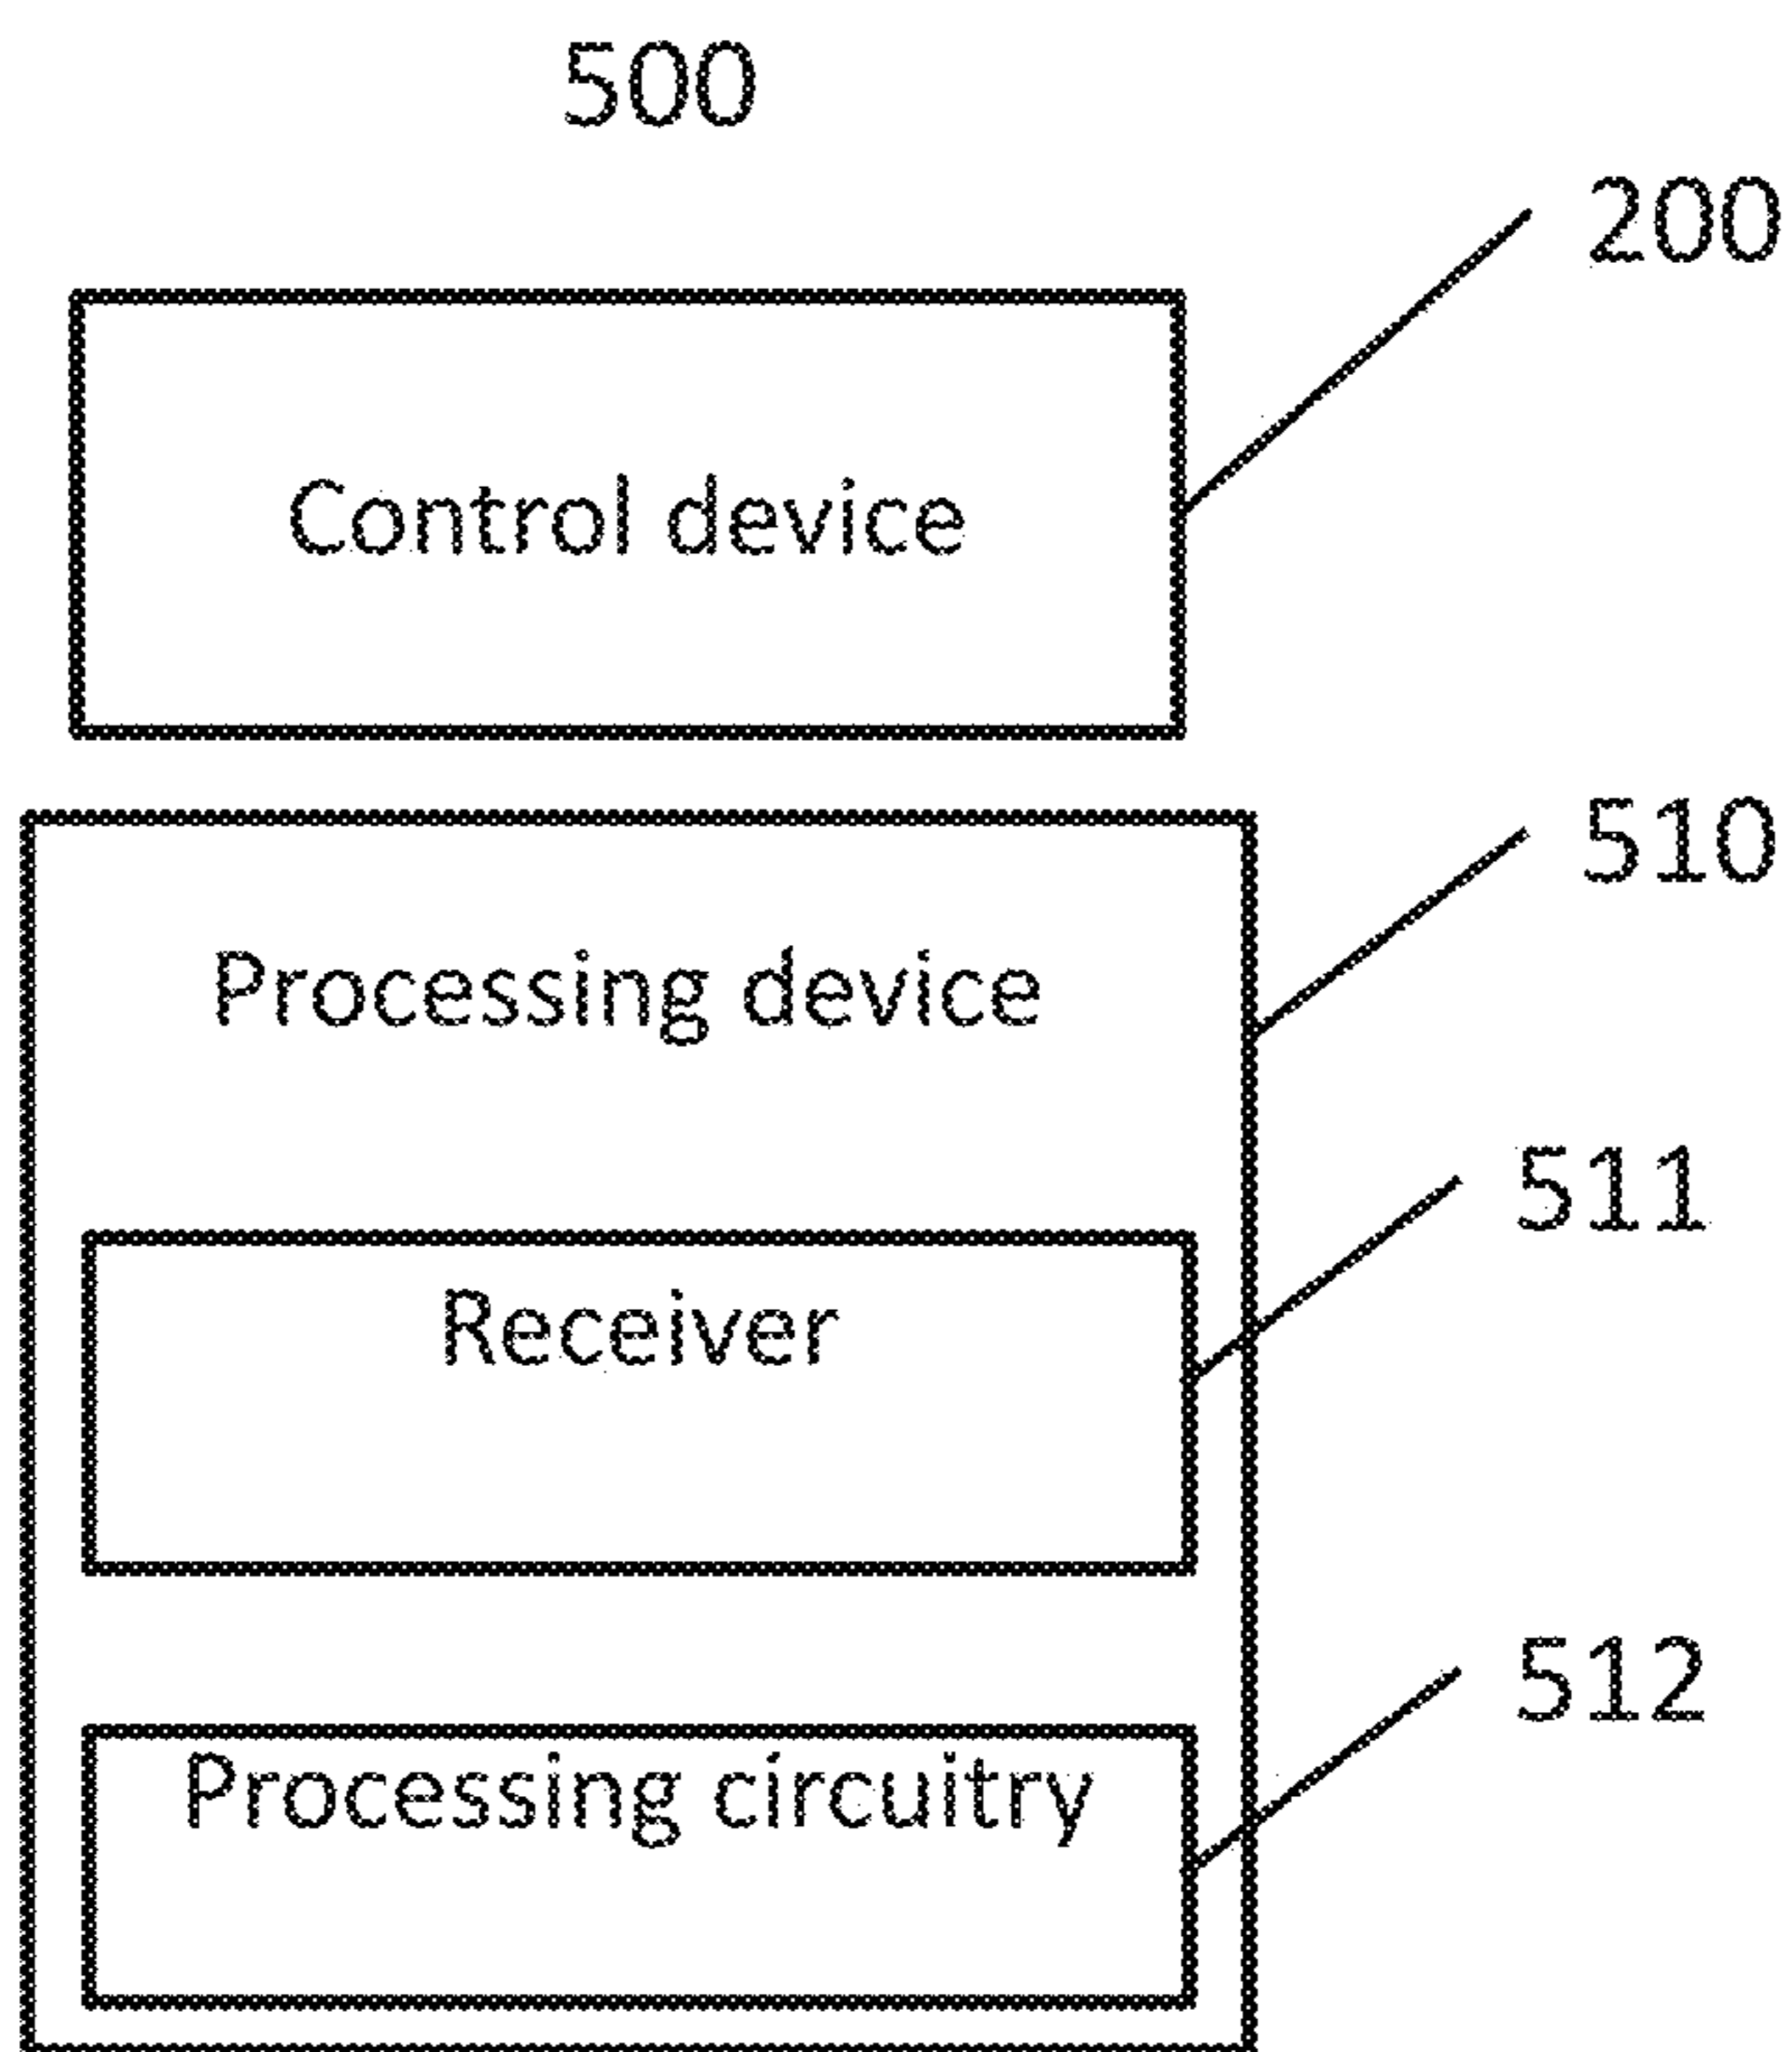 500
200
Control device
510
Processing device
511
Receiver
512
Processing circuitry